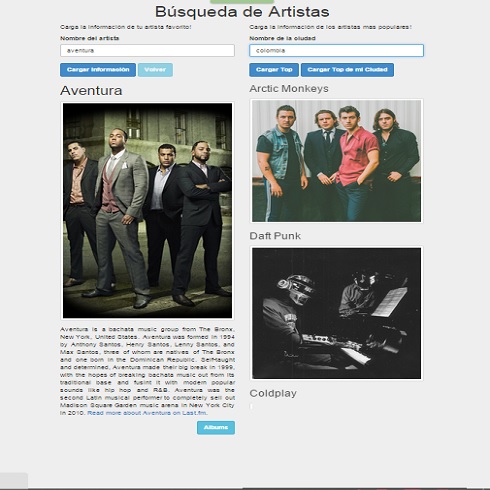 Búsqueda de Artistas
Carga la información de tu artista favorito!
Nombre del artista
aventura
Cargar Información
Volver
Aventura
Aventura is a bachata music group from The Bronx,
New York, United States. Aventura was formed in 1994
by Anthony Santos, Henry Santos, Lenny Santos, and
Max Santos, three of whom are natives of The Bronx
and one born in the Dominican Republic. Self-taught
and determined, Aventura made their big break in 1999,
with the hopes of breaking bachata music out from its
traditional base and fusint it with modern popular
sounds like hip hop and R&B. Aventura was the
second Latin musical performer to completely sell out
Madison Square Garden music arena in New York City
in 2010. Read more about Aventura on Last.fm.
Albums
Carga la información de los artistas mas populares!
Nombre de la ciudad
colombia
Cargar Top
Cargar Top de mi Ciudad
Arctic Monkeys
Daft Punk
Coldplay